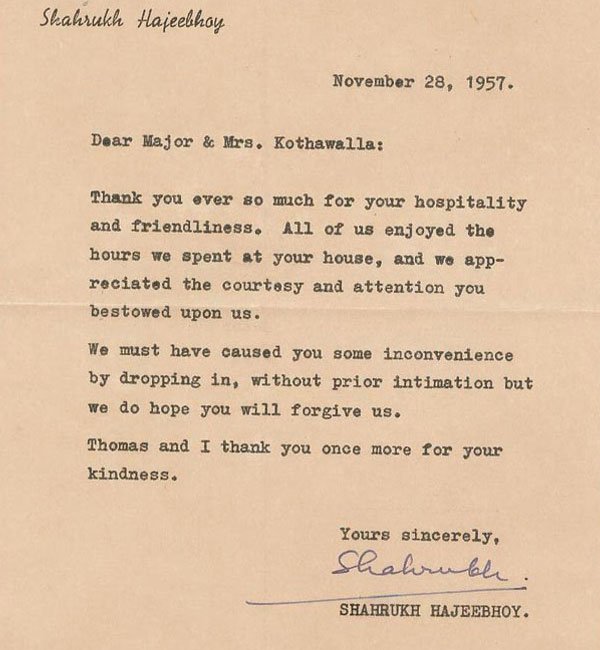 Shahrukh Hajeebhoy
November 28, 1957.
Dear Major & Mrs. Kothawalla:
Thank you ever so much for your hospitality
and friendliness. All of us enjoyed the
hours we spent at your house, and we app-
reciated the courtesy and attention you
bestowed upon us.
We must have caused you some inconvenience
by dropping in, without prior intimation but
we do hope you will forgive us.
Thomas and I thank you once more for your
kindness.
Yours sincerely,
Shahrukh.
SHAHRUKH HAJEEBHOY.